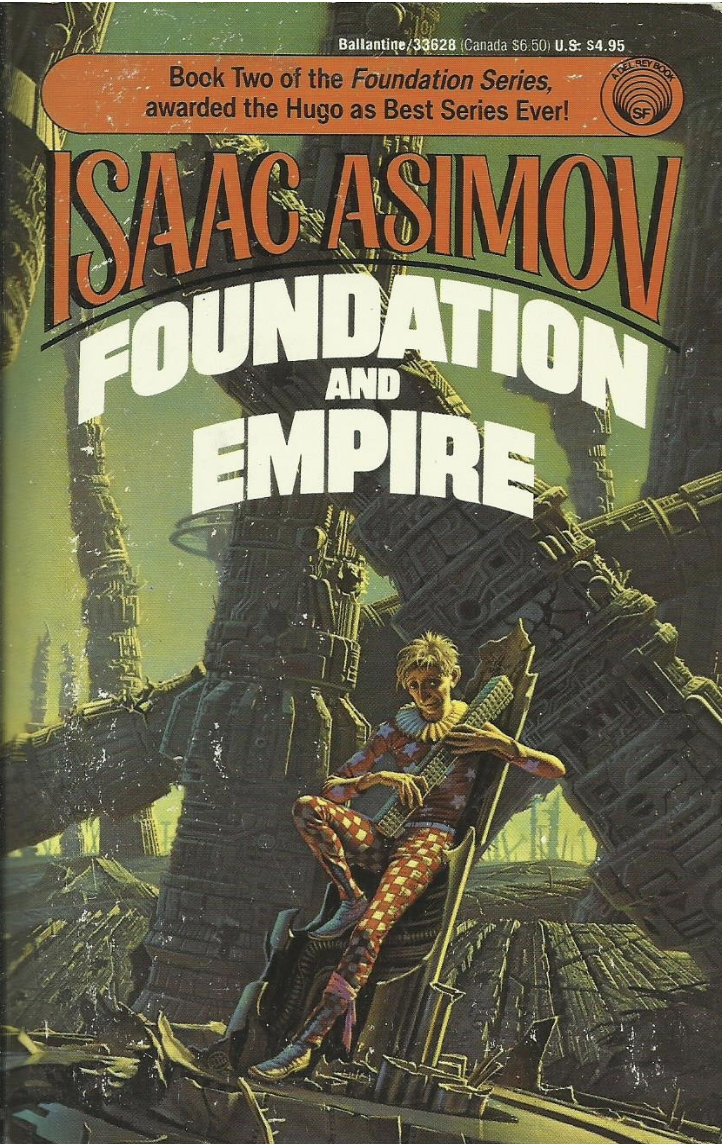 Ballantine/33628 (Canada $6.50) U.S. $4.95
Book Two of the Foundation Series,
awarded the Hugo as Best Series Ever!
A DEL REY BOOK
SF
ISAAC ASIMOV
FOUNDATION
AND
EMPIRE